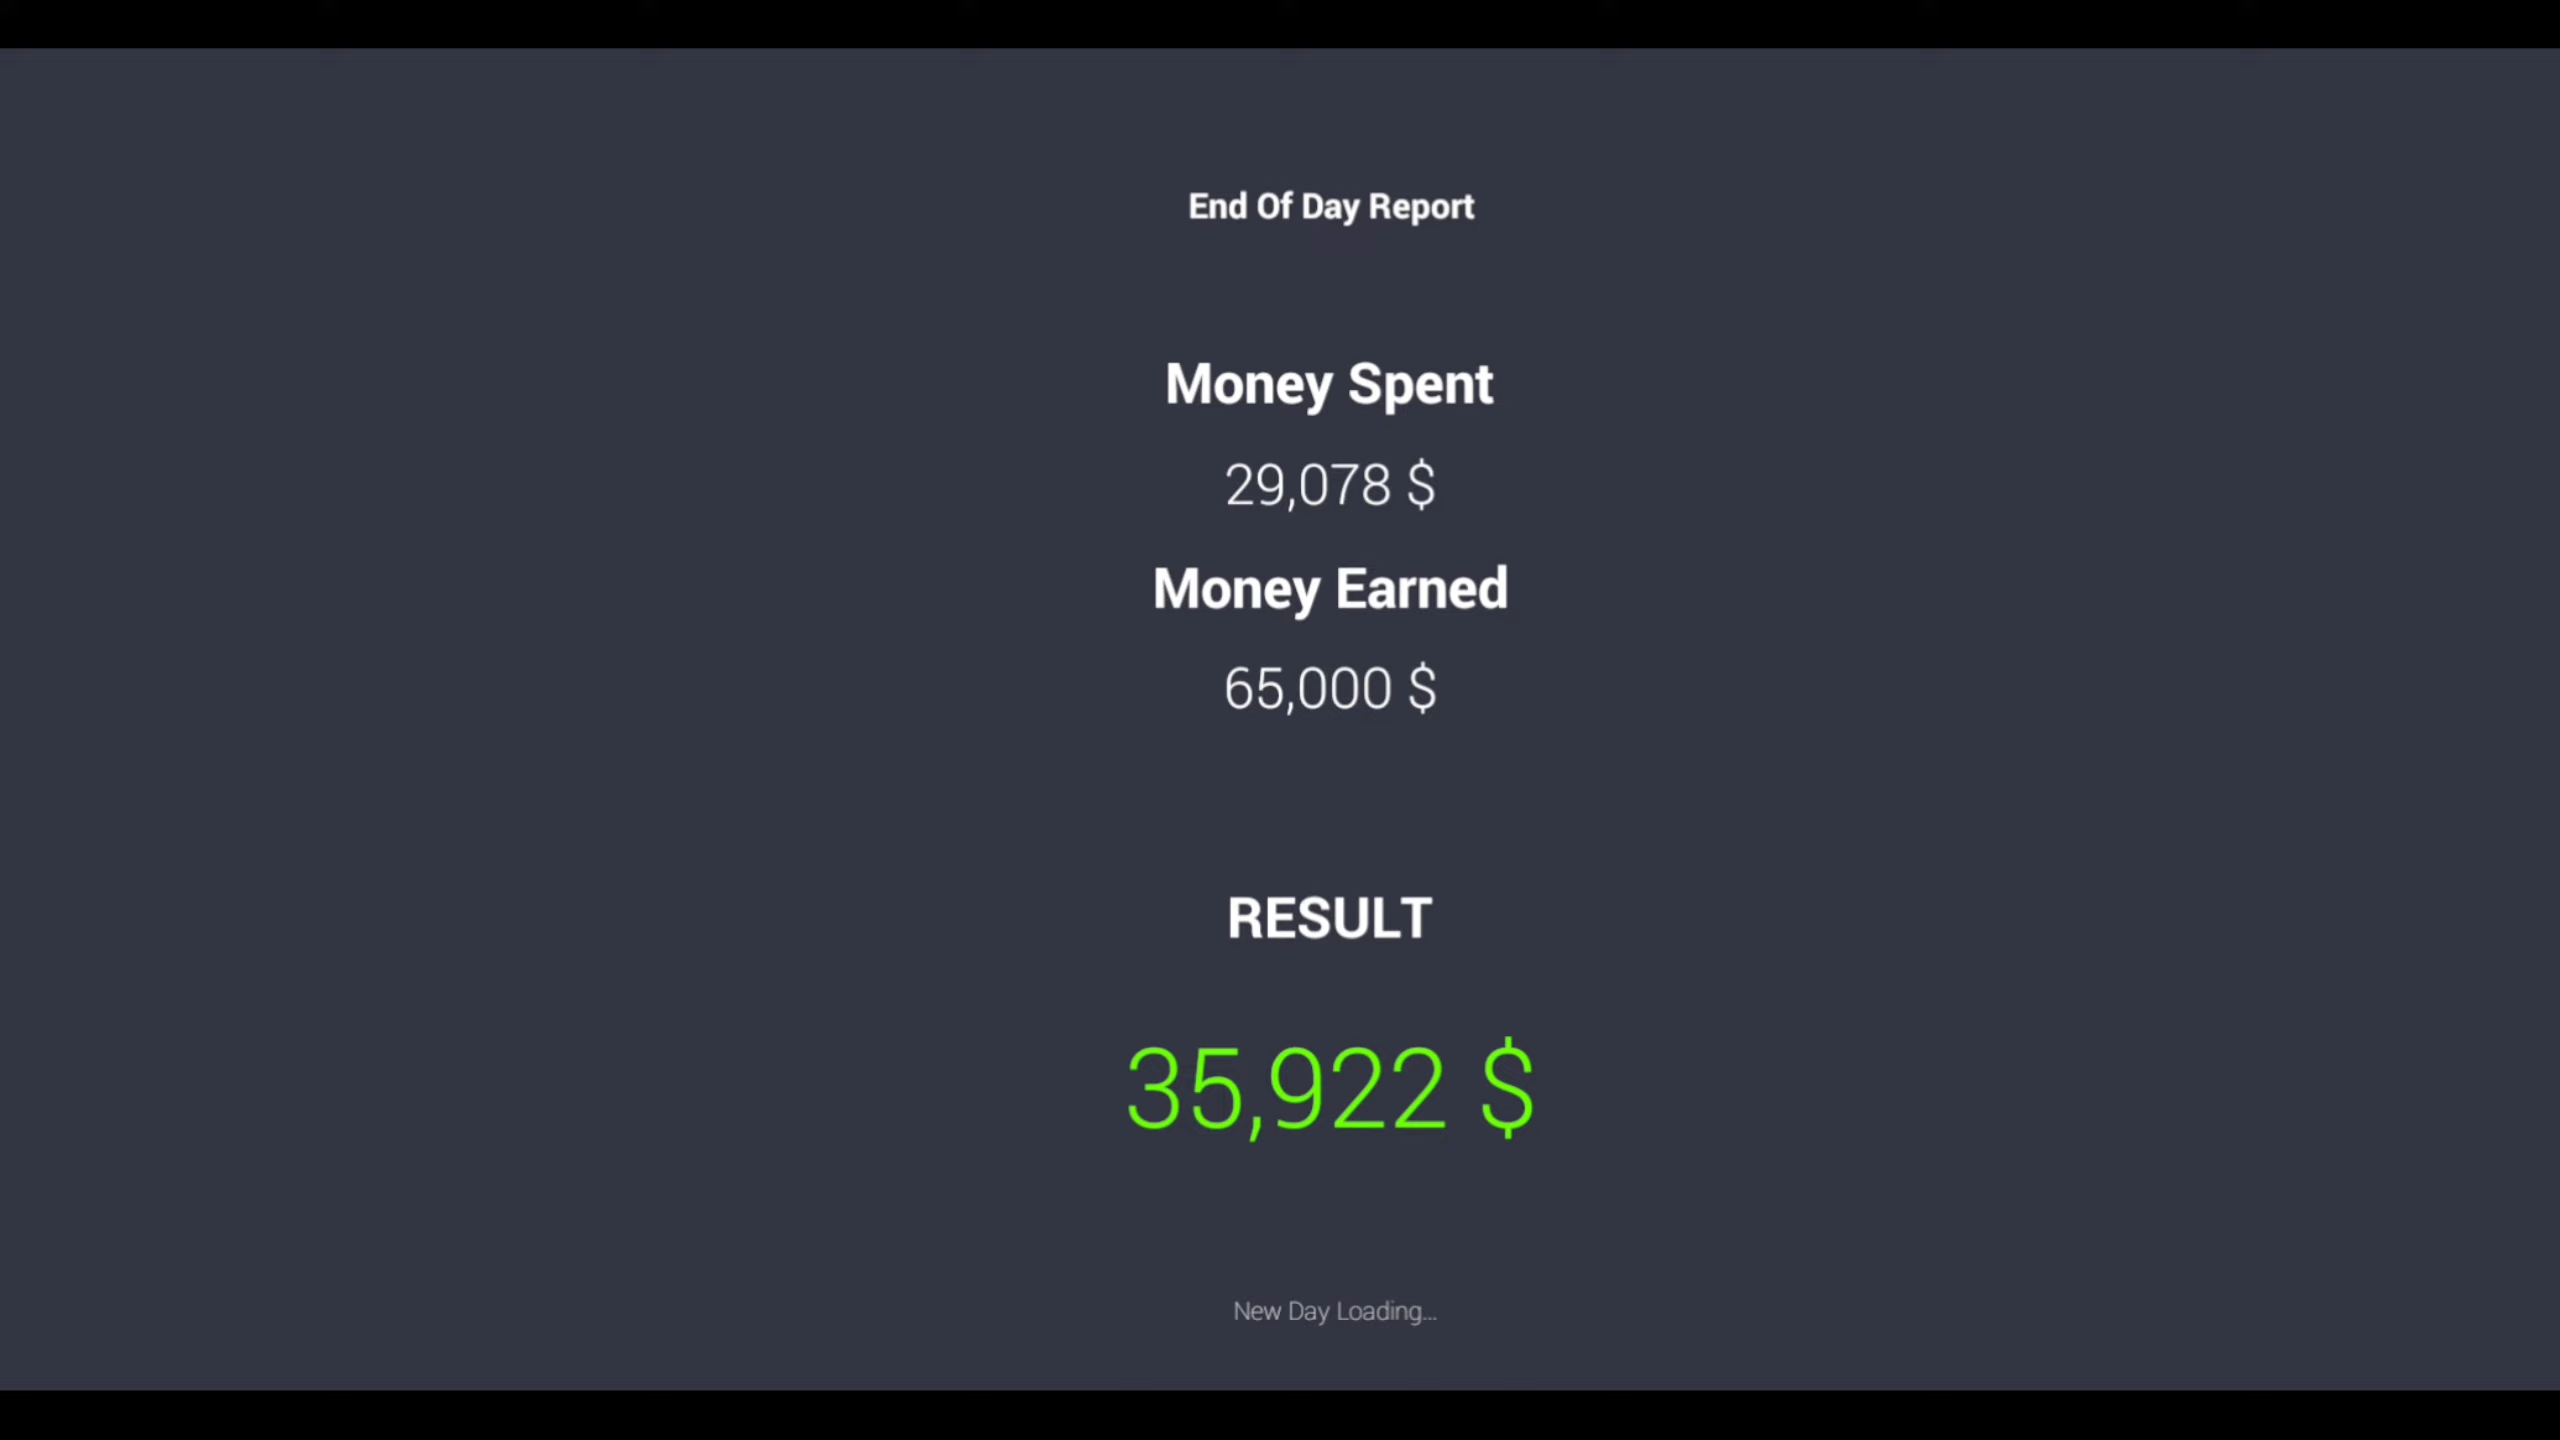 End Of Day Report
Money Spent
29,078 $
Money Earned
65,000 $
RESULT
35,922 $
New Day Loading...